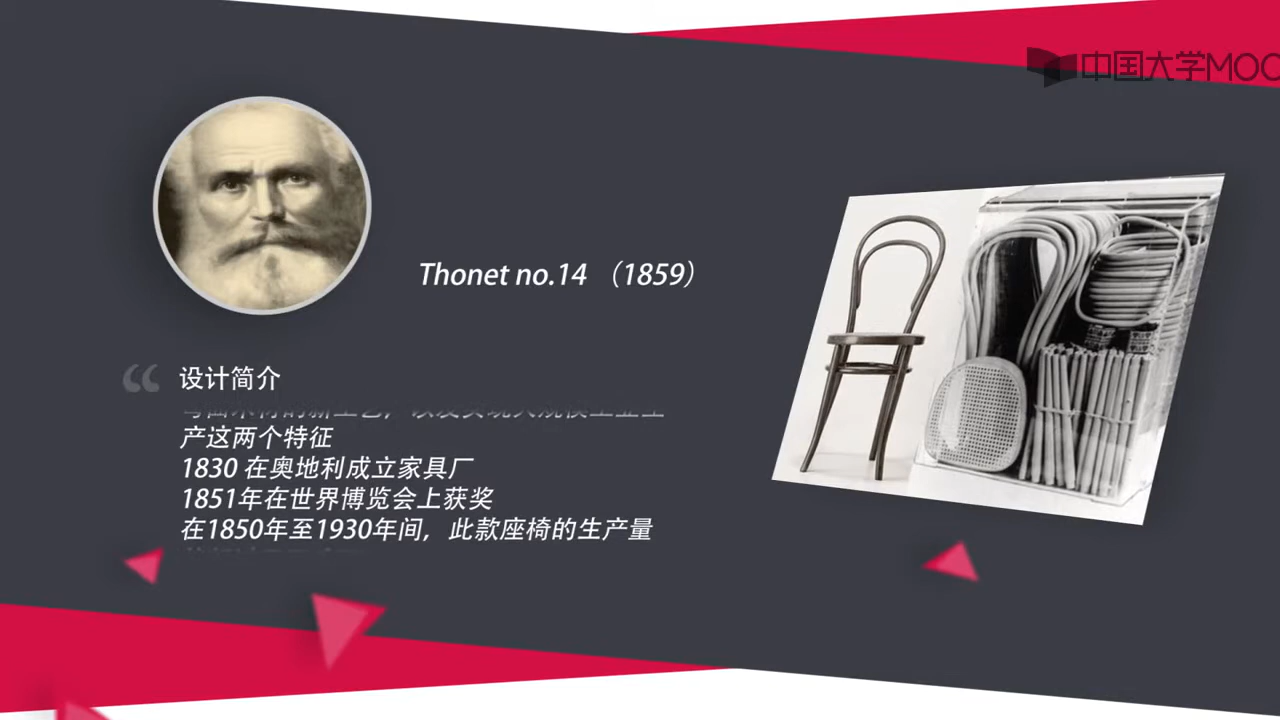 中国大学MOO
Thonet no.14 （1859）
设计简介
产这两个特征
1830 在奥地利成立家具厂
1851年在世界博览会上获奖
在1850年至1930年间，此款座椅的生产量